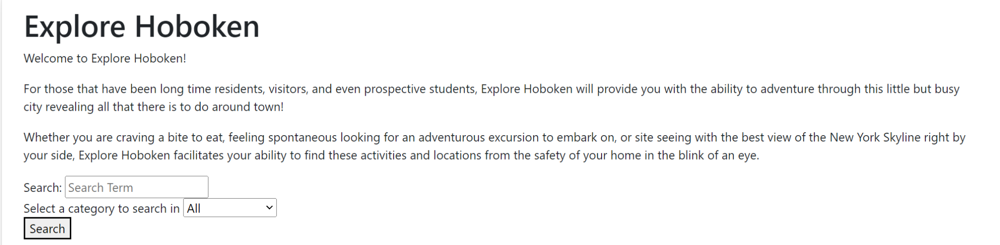 Explore Hoboken
Welcome to Explore Hoboken!
For those that have been long time residents, visitors, and even prospective students, Explore Hoboken will provide you with the ability to adventure through this little but busy
city revealing all that there is to do around town!
Whether you are craving a bite to eat, feeling spontaneous looking for an adventurous excursion to embark on, or site seeing with the best view of the New York Skyline right by
your side, Explore Hoboken facilitates your ability to find these activities and locations from the safety of your home in the blink of an eye.
Search: Search Term
Select a category to search in All
Search